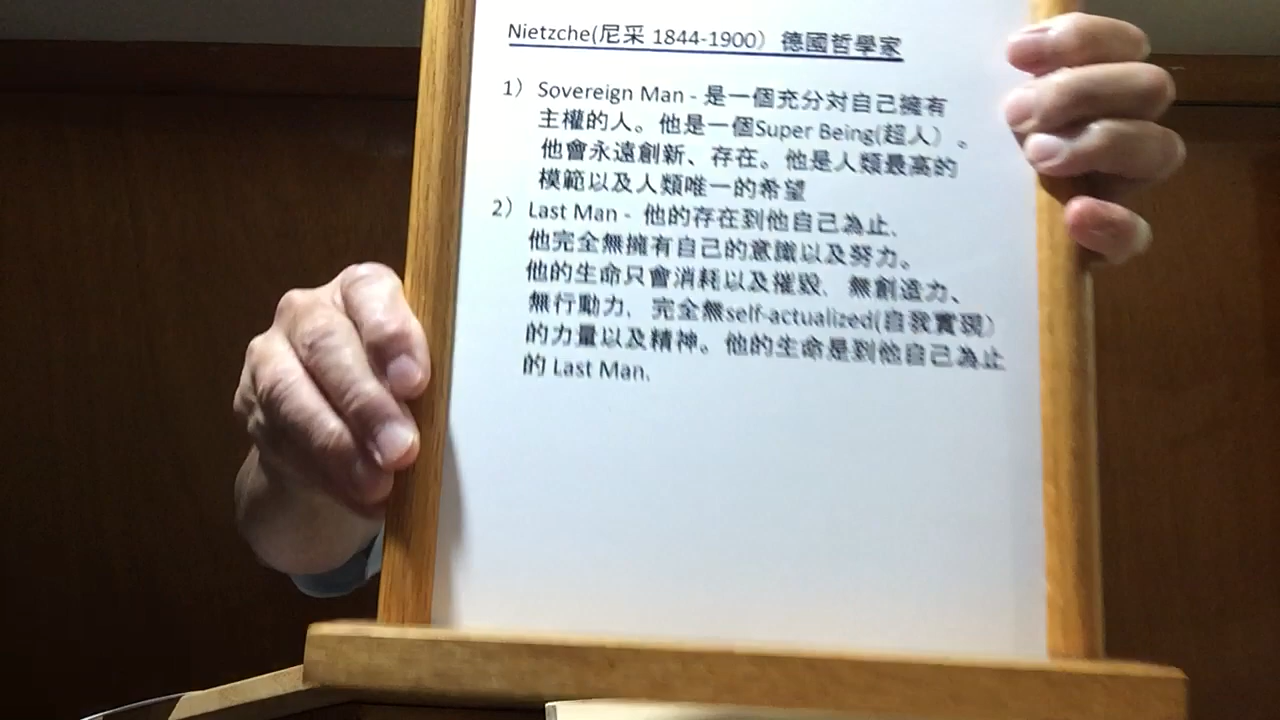 Nietzche(尼采 1844-1900）德國哲學家
1）Sovereign Man - 是一個充分対自己擁有
主權的人。他是一個Super Being(超人）。
他會永遠創新、存在。他是人類最高的
模範以及人類唯一的希望
2）Last Man - 他的存在到他自己為止.
他完全無擁有自己的意識以及努力。
他的生命只會消耗以及摧毀. 無創造力、
無行動力. 完全無self-actualized(自我實現）
的力量以及精神。他的生命是到他自己為止
的 Last Man.